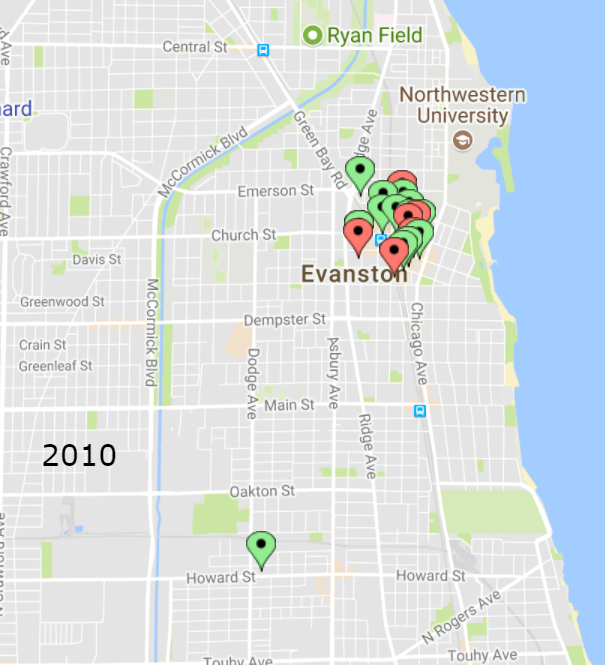 Ryan Field
Central St
Northwestern
University
McCormick Blvd
Green Bay Rd
Crawford Ave
Emerson St
Church St
Davis St
Evanston
Greenwood St
McCormick Blvd
Dempster St
Chicago Ave
Crain St
Greenleaf St
Dodge Ave
Asbury Ave
Main St
Ridge Ave
2010
Oakton St
Howard St
Howard St
N Rogers Ave
Touhy Ave
Touhy Ave